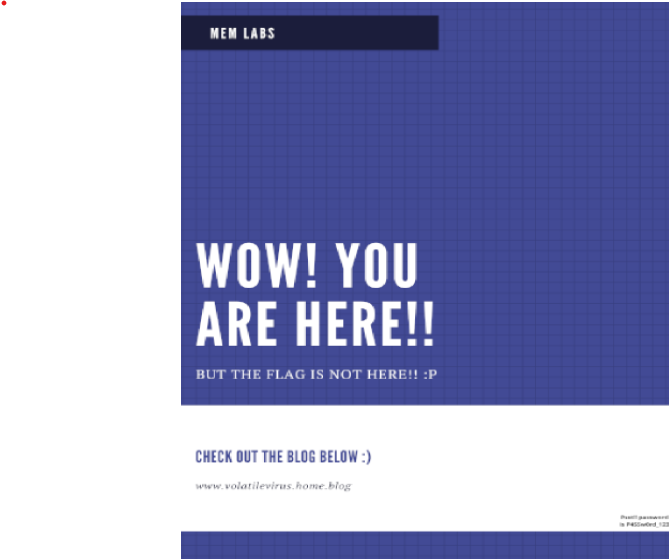 MEM LABS
WOW! YOU
ARE HERE!!
BUT THE FLAG IS NOT HERE!! :P
CHECK OUT THE BLOG BELOW :)
www.volatilevirus.home.blog
password
is P4SSw0rd_123